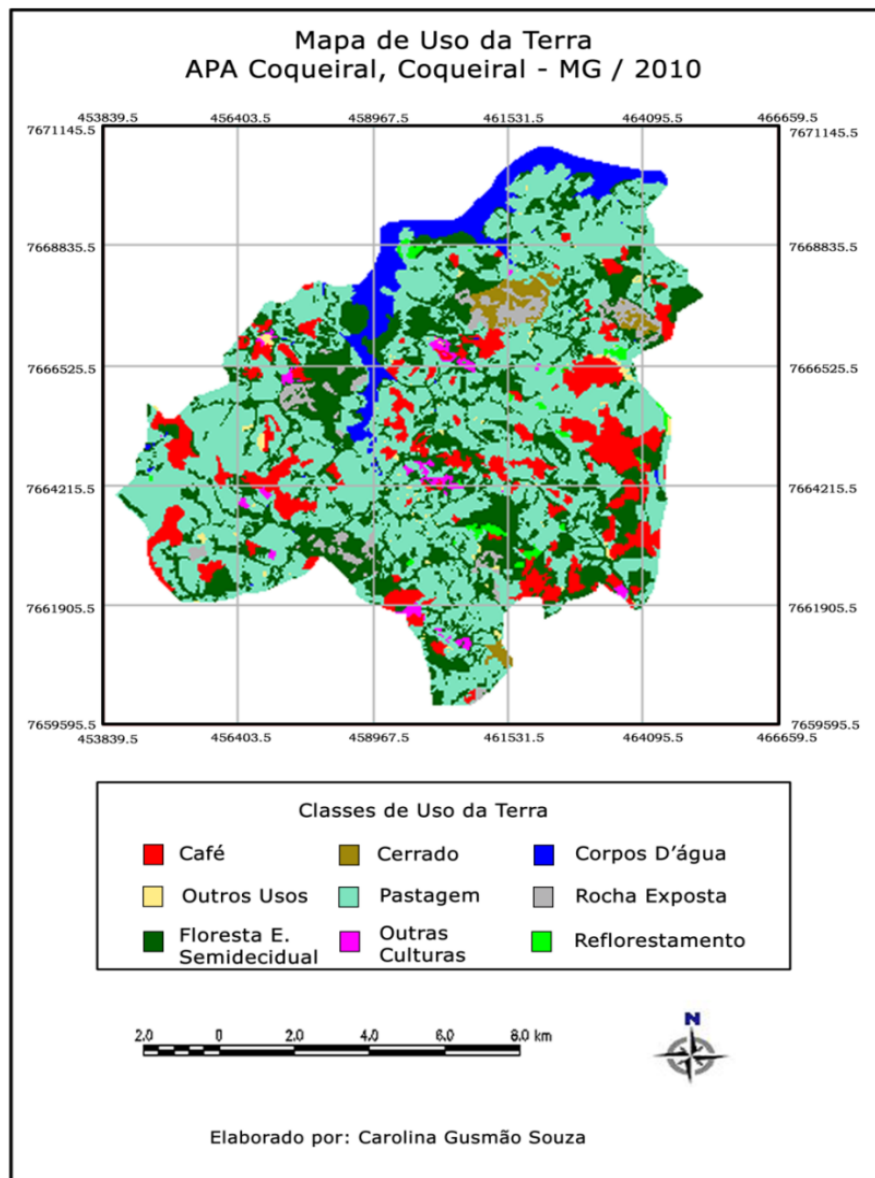 Mapa de Uso da Terra
APA Coqueiral, Coqueiral - MG / 2010
453839.5 456403.5 458967.5 461531.5 464095.5 466659.5
7671145.5 7671145.5
7668835.5 7668835.5
7666525.5 7666525.5
7664215.5 7664215.5
7661905.5 7661905.5
7659595.5 7659595.5
453839.5 456403.5 458967.5 461531.5 464095.5 466659.5
Classes de Uso da Terra
Café Cerrado Corpos D'água
Outros Usos Pastagem Rocha Exposta
Floresta E. Outras Reflorestamento
Semidecidual Culturas
2.0 0 2.0 4.0 6.0 8.0 km
N
Elaborado por: Carolina Gusmão Souza